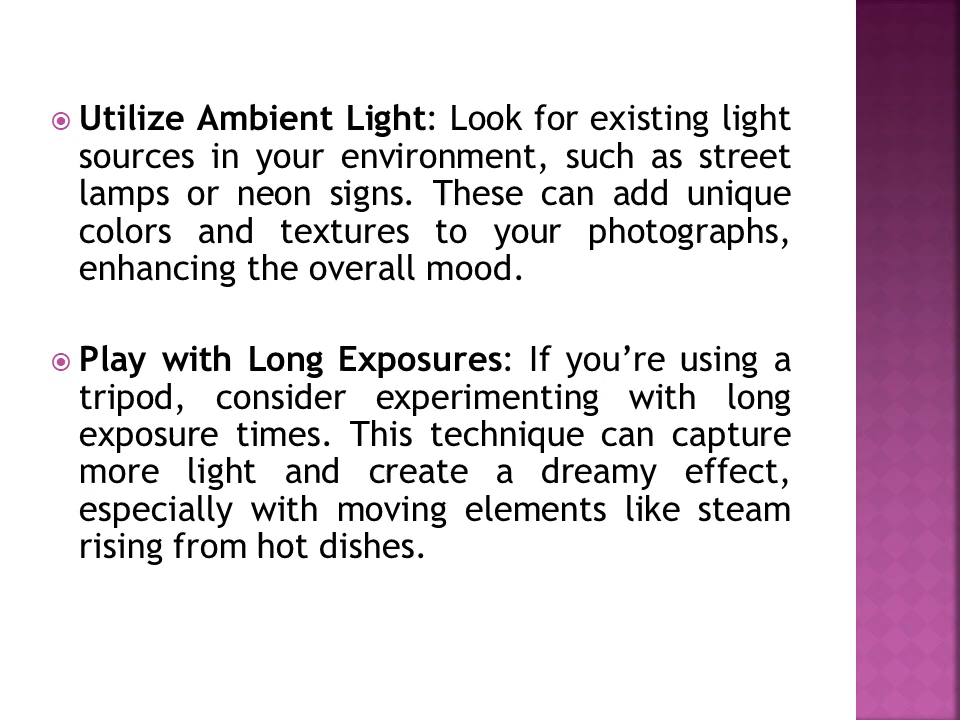 Utilize Ambient Light: Look for existing light
sources in your environment, such as street
lamps or neon signs. These can add unique
colors and textures to your photographs,
enhancing the overall mood.
Play with Long Exposures: If you’re using a
tripod, consider experimenting with long
exposure times. This technique can capture
more light and create a dreamy effect,
especially with moving elements like steam
rising from hot dishes.